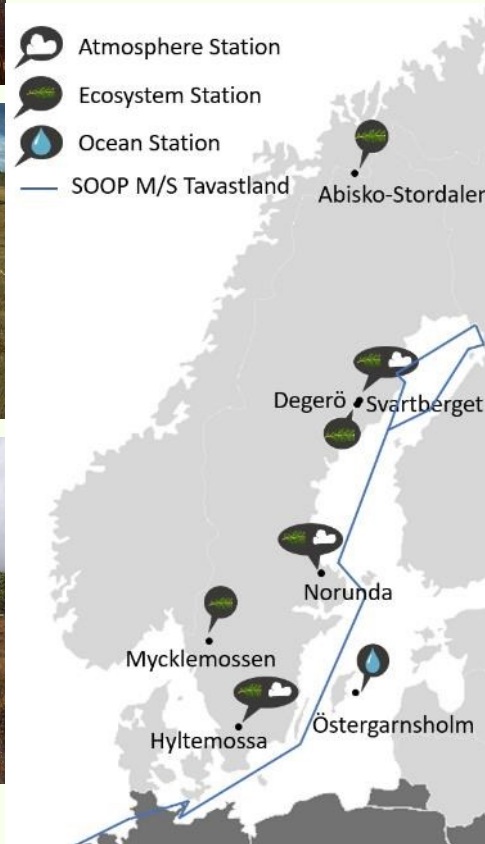 Atmosphere Station
Ecosystem Station
Ocean Station
SOOP M/S Tavastland
Abisko-Stordalen
Degerö
Svartberget
Norunda
Mycklemossen
Östergarnsholm
Hyltemossa